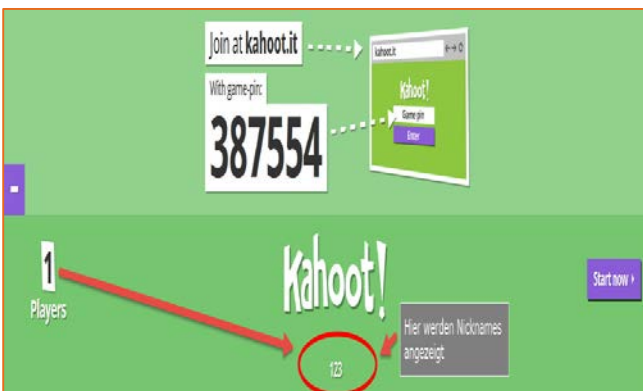 Join at kahoot.it
kahoot.it
With game-pin:
387554
Kahoot!
Game pin
Enter
1
Players
Kahoot!
Start now
Hier werden Nicknames
angezeigt
123